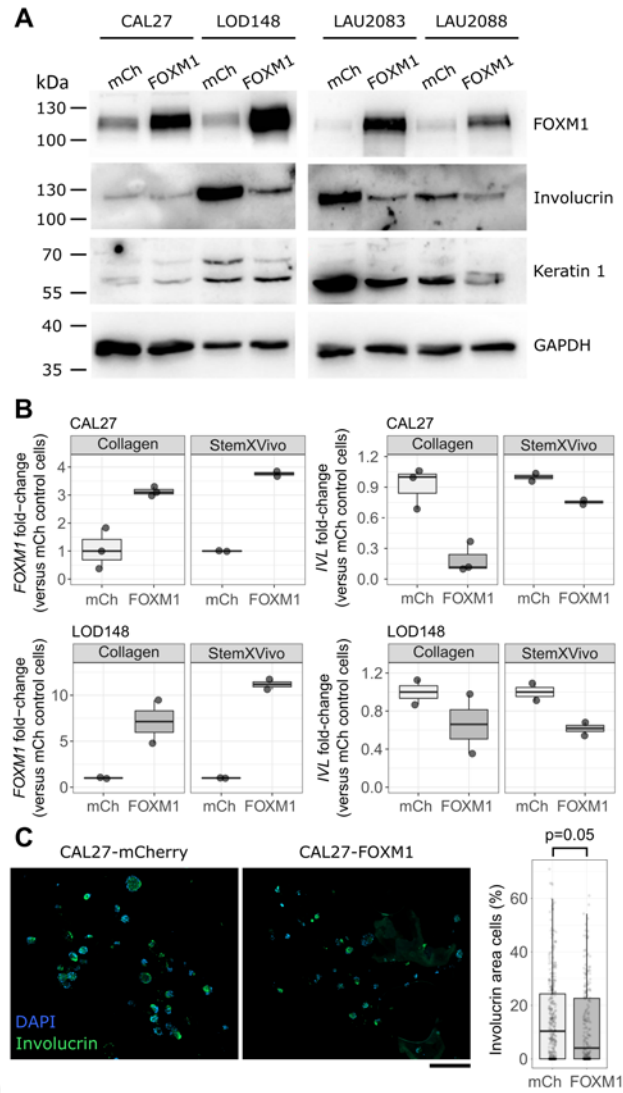 A
CAL27 LOD148 LAU2083 LAU2088
kDa mCh FOXM1 mCh FOXM1 mCh FOXM1 mCh FOXM1
130
100
FOXM1
130
100
Involucrin
70
55
Keratin 1
40
35
GAPDH
B
CAL27
Collagen StemXVivo
FOXM1 fold−change
(versus mCh control cells)
4
3
2
1
0
mCh FOXM1 mCh FOXM1
CAL27
Collagen StemXVivo
IVL fold-change
(versus mCh control cells)
1.2
0.9
0.6
0.3
0.0
mCh FOXM1 mCh FOXM1
LOD148
Collagen StemXVivo
FOXM1 fold−change
(versus mCh control cells)
10
5
0
mCh FOXM1 mCh FOXM1
LOD148
Collagen StemXVivo
IVL fold-change
(versus mCh control cells)
1.2
0.8
0.4
0.0
mCh FOXM1 mCh FOXM1
C
CAL27-mCherry CAL27-FOXM1
DAPI
Involucrin
p=0.05
Involucrin area cells (%)
60
40
20
0
mCh FOXM1